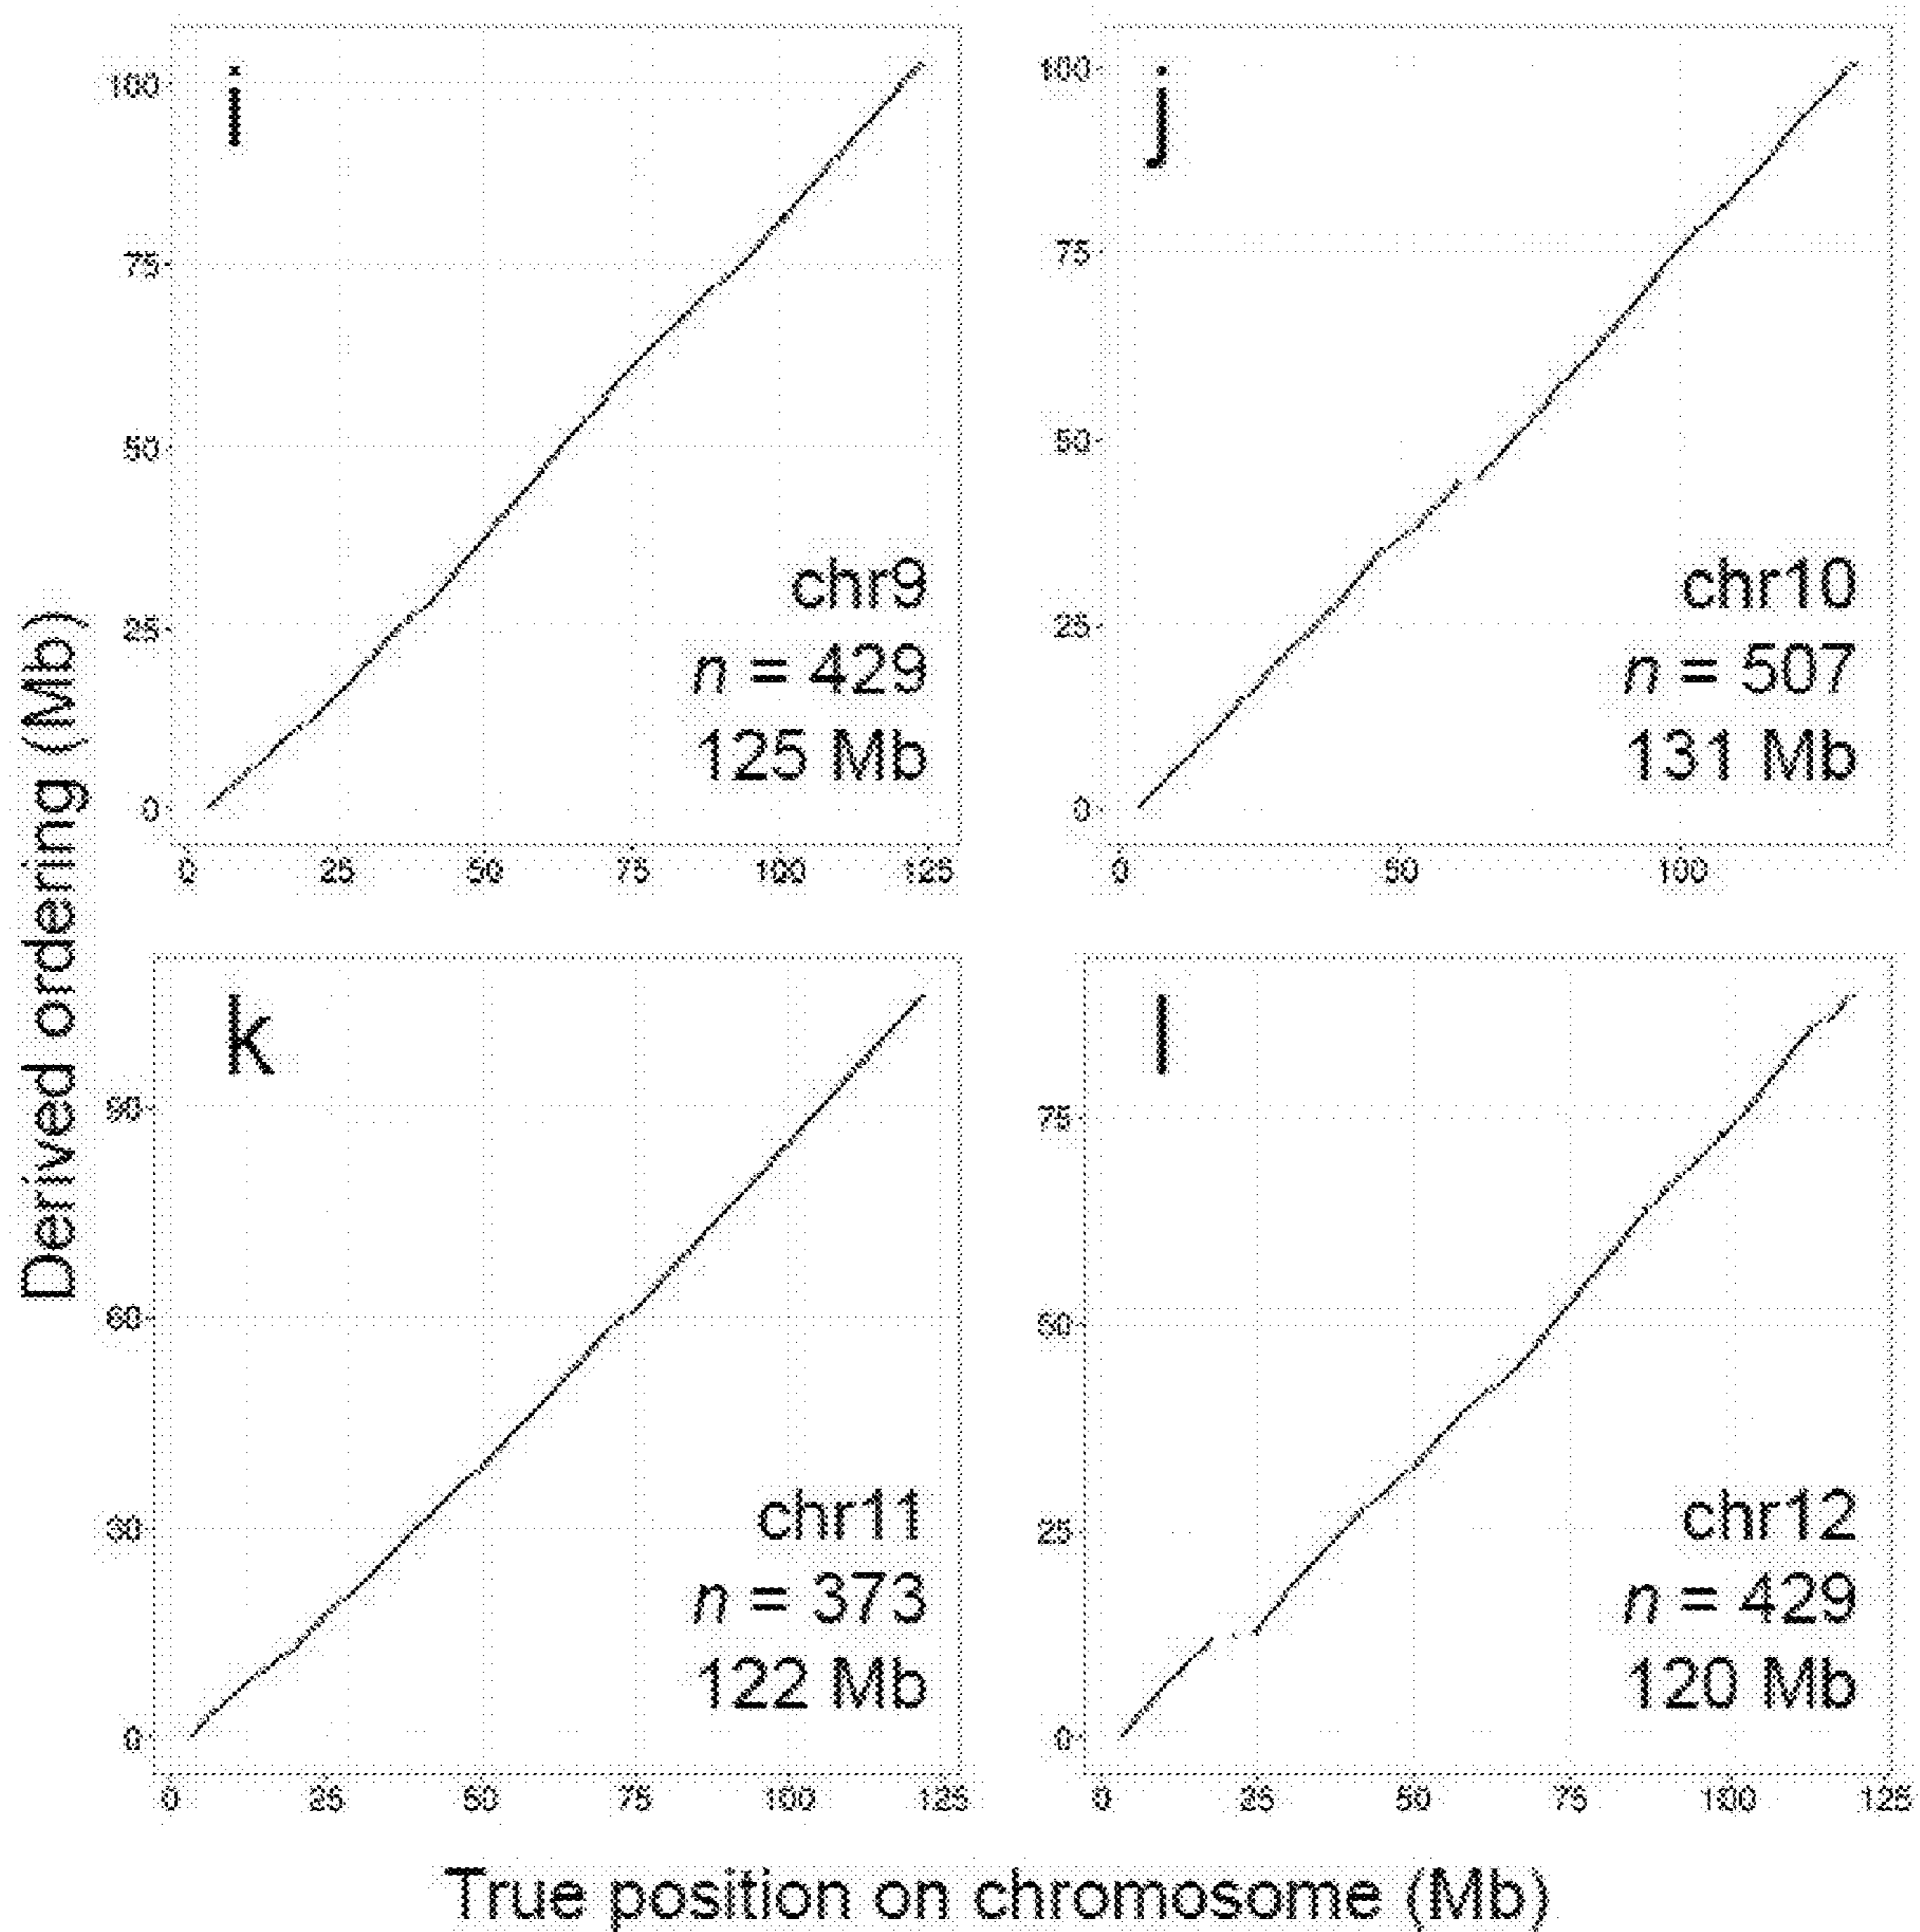 Derived ordering (Mb)
i
100
75
50
25
0
0 25 50 75 100 125
chr9
n = 429
125 Mb
j
100
75
50
25
0
0 50 100
chr10
n = 507
131 Mb
k
90
60
30
0
0 25 50 75 100 125
chr11
n = 373
122 Mb
l
75
50
25
0
0 25 50 75 100 125
chr12
n = 429
120 Mb
True position on chromosome (Mb)